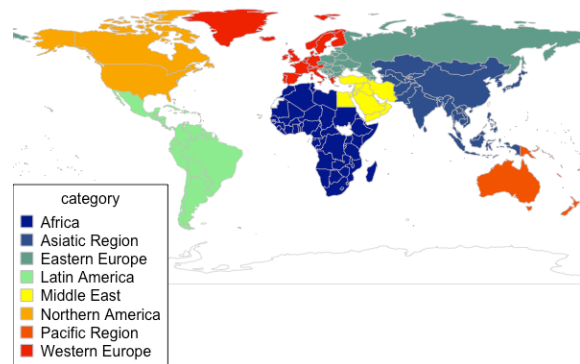 category
Africa
Asiatic Region
Eastern Europe
Latin America
Middle East
Northern America
Pacific Region
Western Europe